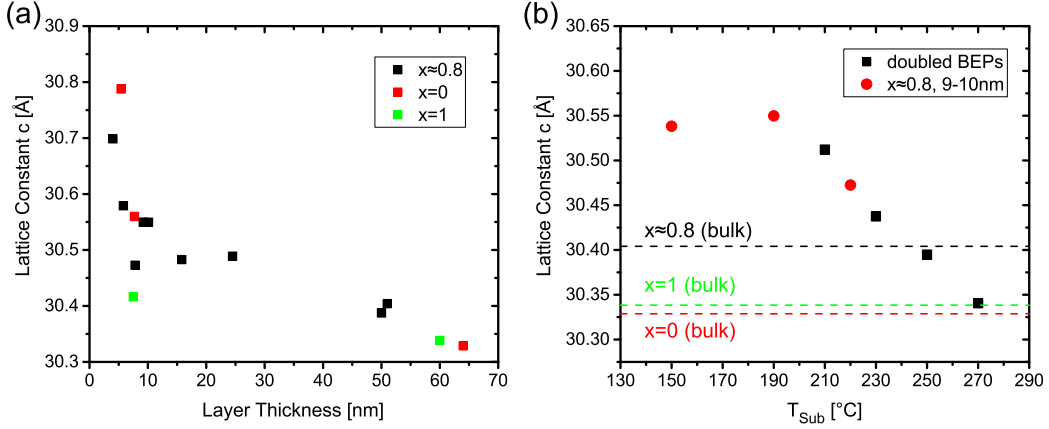 (a)
30.9
30.8
30.7
30.6
30.5
30.4
30.3
Lattice Constant c [Å]
x≈0.8
x=0
x=1
0 10 20 30 40 50 60 70
Layer Thickness [nm]
(b)
30.65
30.60
30.55
30.50
30.45
30.40
30.35
30.30
Lattice Constant c [Å]
doubled BEPs
x≈0.8, 9-10nm
x≈0.8 (bulk)
x=1 (bulk)
x=0 (bulk)
130 150 170 190 210 230 250 270 290
T_Sub [°C]